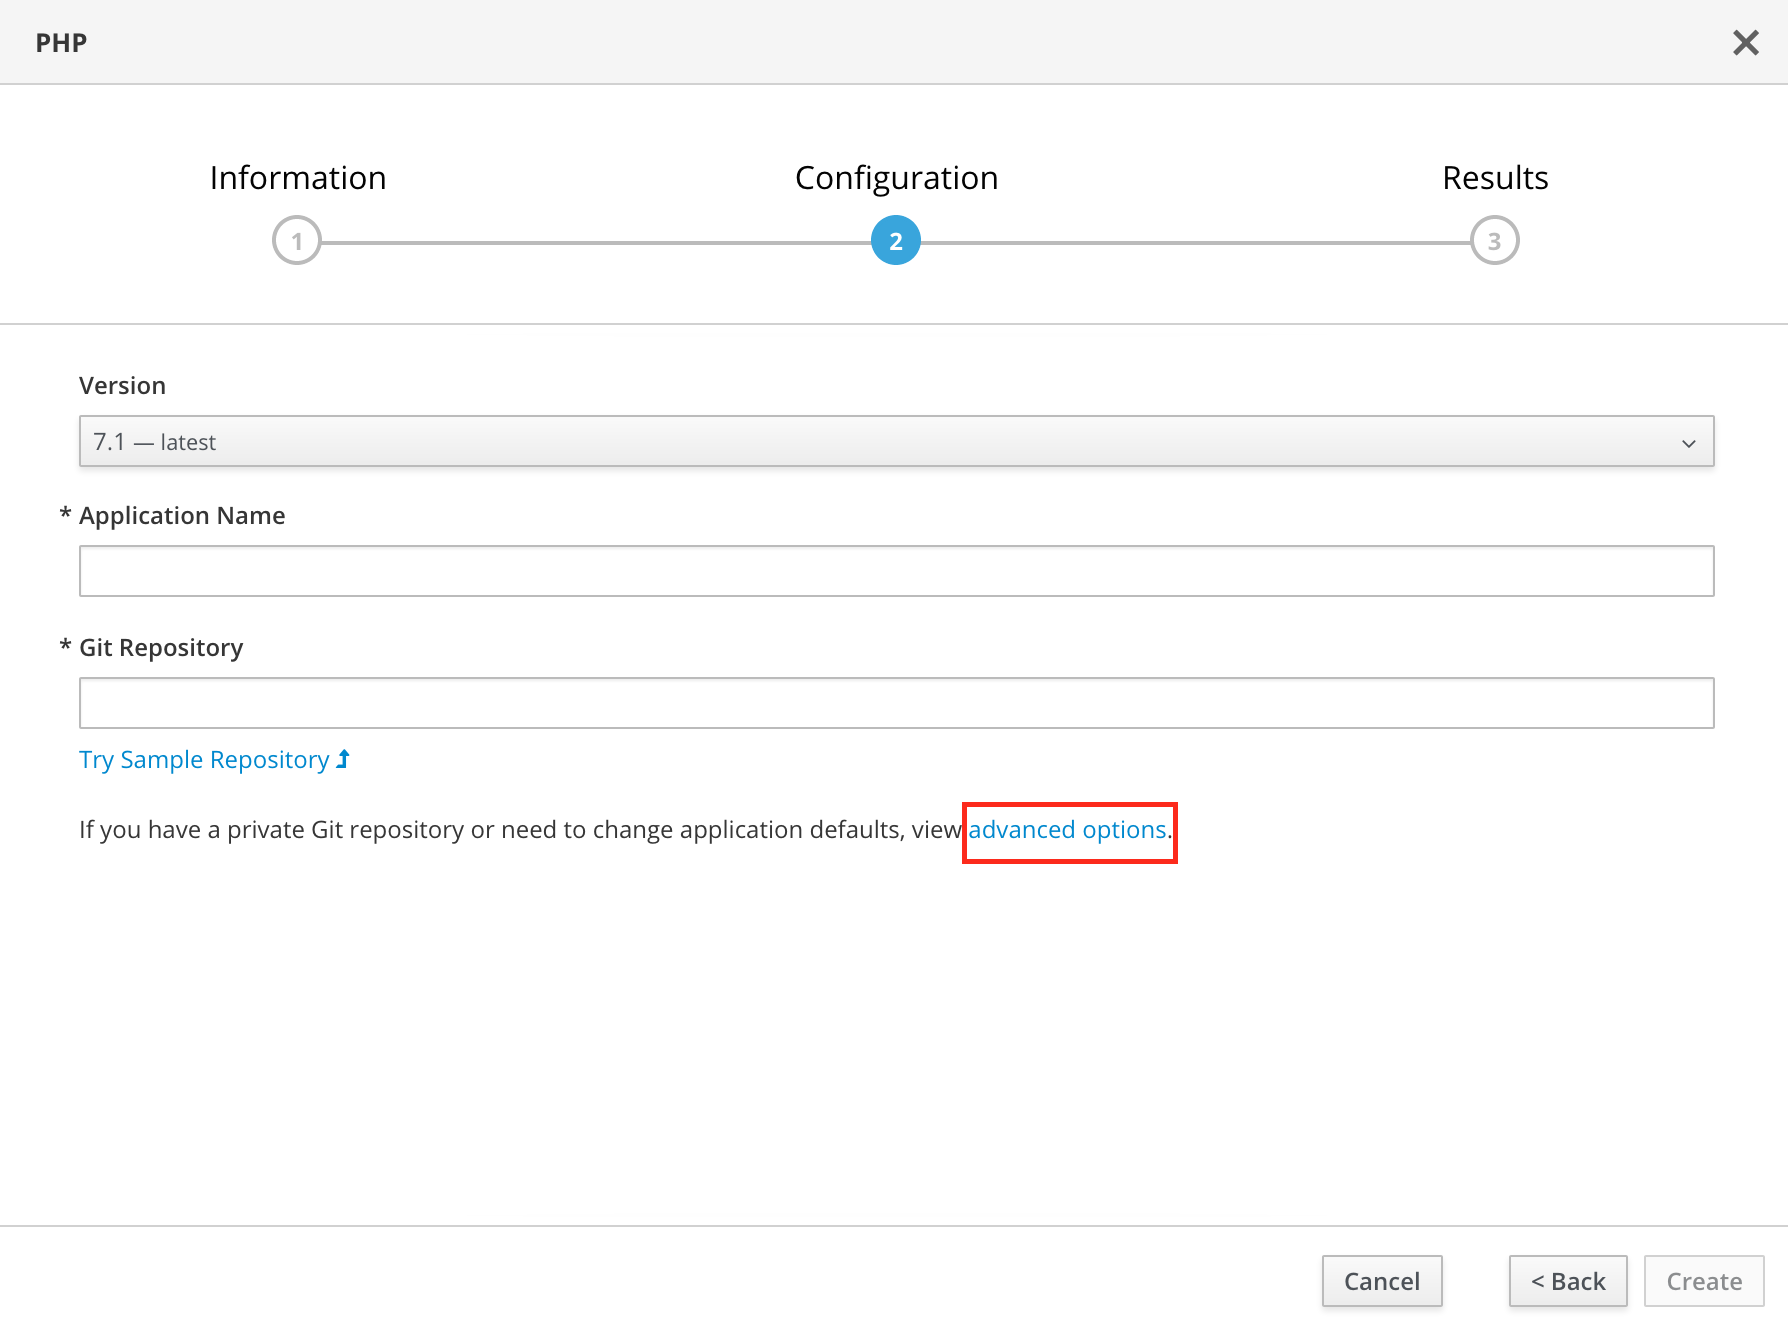 PHP
Information Configuration Results
1 2 3
Version
7.1 — latest
* Application Name
* Git Repository
Try Sample Repository
If you have a private Git repository or need to change application defaults, view advanced options.
Cancel < Back Create